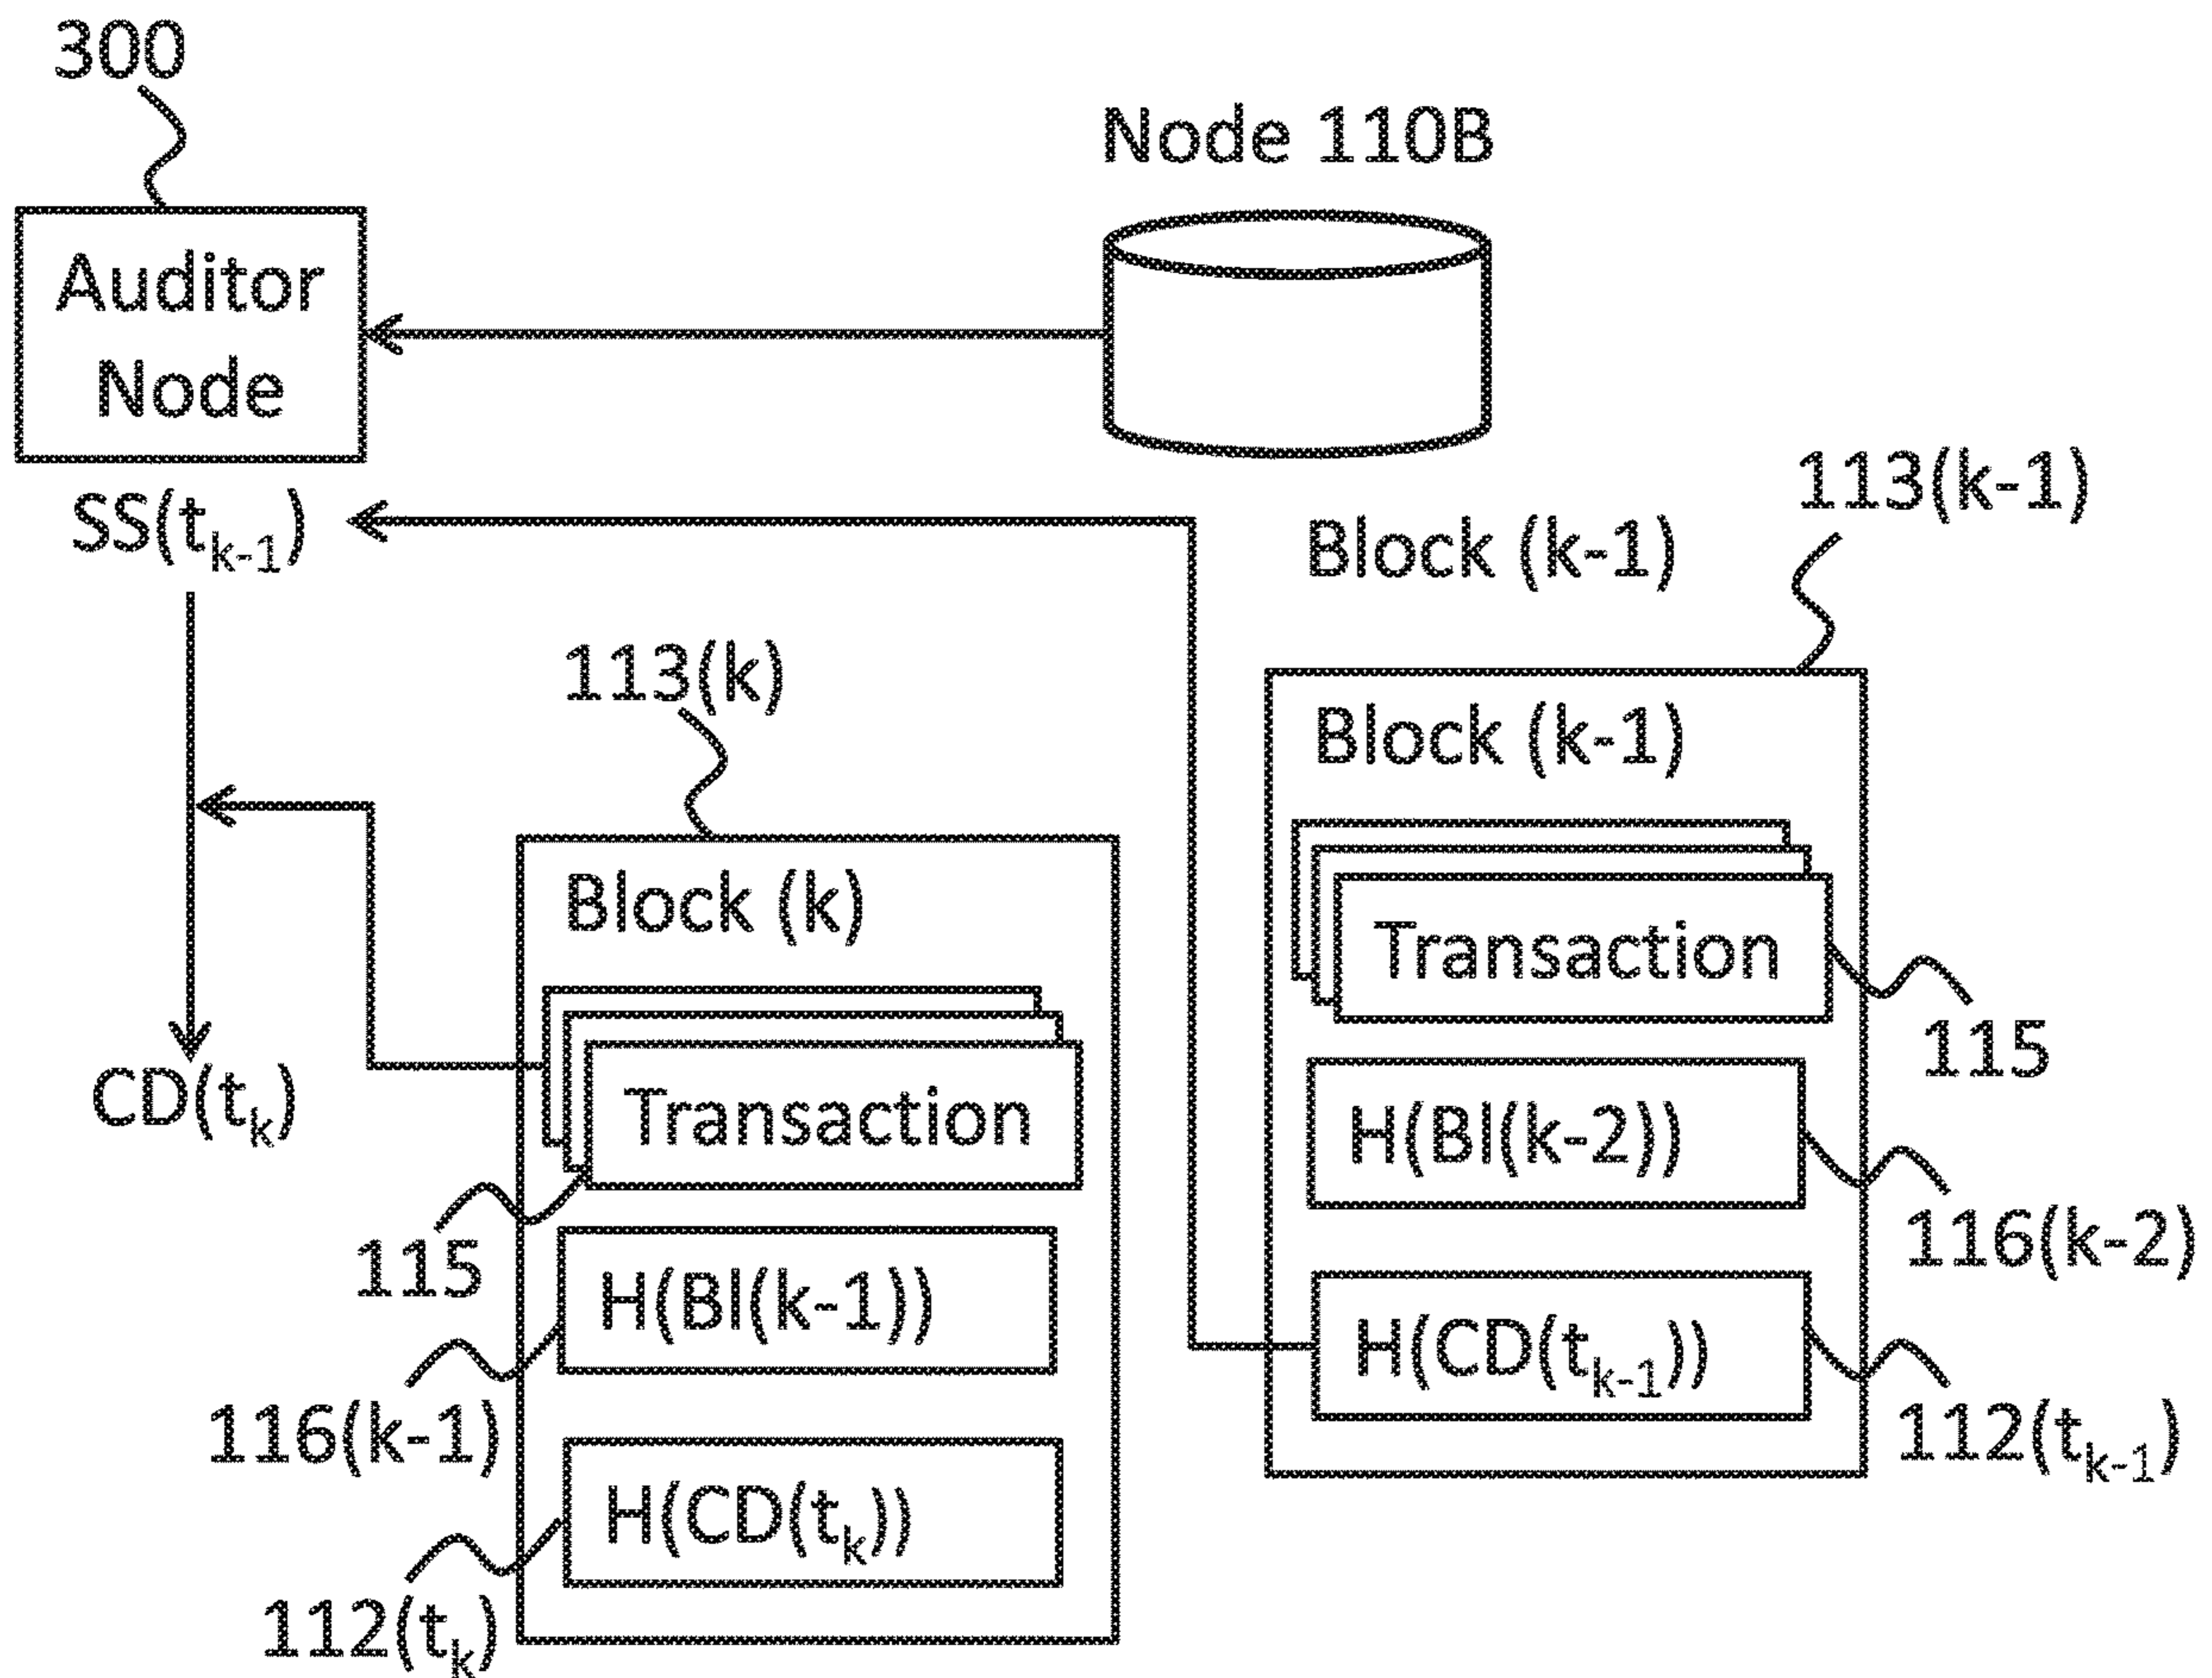 300
Node 110B
Auditor
Node
SS(tk-1)
113(k-1)
Block (k-1)
113(k)
Block (k-1)
Transaction
115
H(Bl(k-2))
116(k-2)
H(CD(tk-1))
112(tk-1)
Block (k)
Transaction
CD(tk)
115
H(Bl(k-1))
116(k-1)
H(CD(tk))
112(tk)